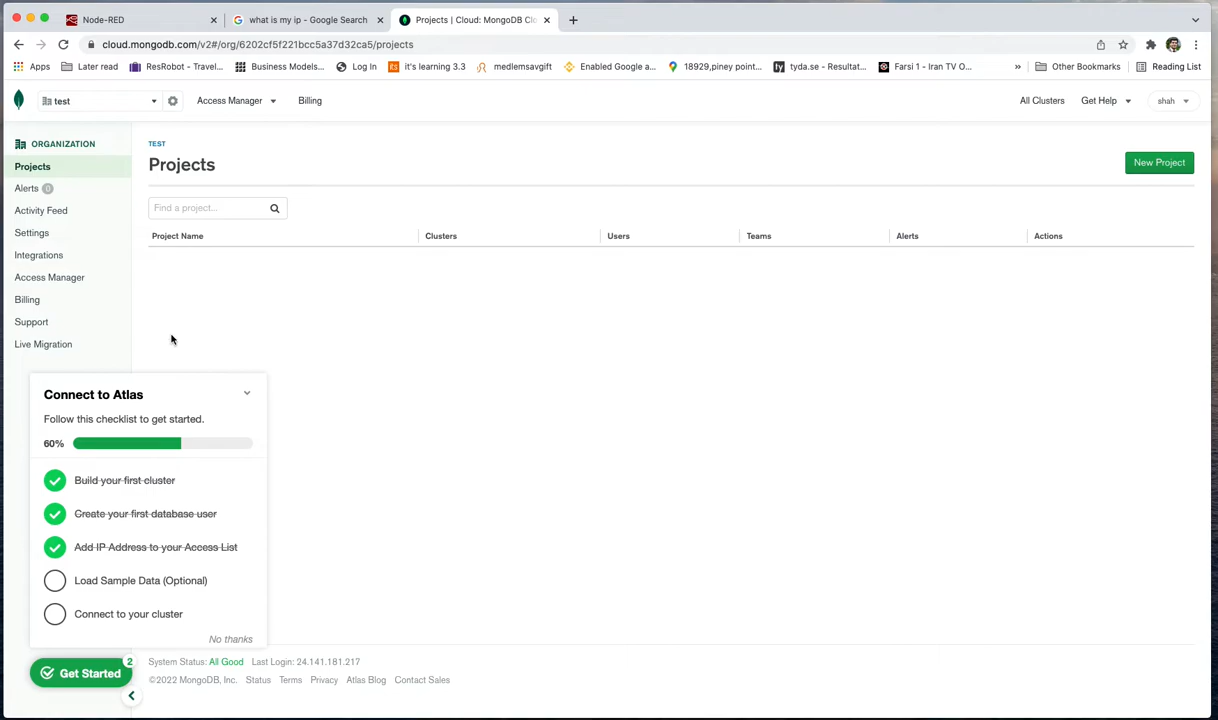 Node-RED
what is my ip - Google Search
Projects | Cloud: MongoDB Clo
cloud.mongodb.com/v2#/org/6202cf5f221bcc5a37d32ca5/projects
Apps
Later read
ResRobot - Travel...
Business Models...
Log In
it's learning 3.3
medlemsavgift
Enabled Google a...
18929,piney point...
tyda.se - Resultat...
Farsi 1 - Iran TV O...
»
Other Bookmarks
Reading List
test
Access Manager
Billing
All Clusters
Get Help
shah
ORGANIZATION
Projects
Alerts 0
Activity Feed
Settings
Integrations
Access Manager
Billing
Support
Live Migration
TEST
Projects
New Project
Find a project...
Project Name
Clusters
Users
Teams
Alerts
Actions
Connect to Atlas
Follow this checklist to get started.
60%
Build your first cluster
Create your first database user
Add IP Address to your Access List
Load Sample Data (Optional)
Connect to your cluster
No thanks
Get Started
2
System Status: All Good Last Login: 24.141.181.217
©2022 MongoDB, Inc. Status Terms Privacy Atlas Blog Contact Sales